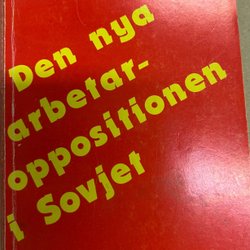 Den nya
arbetar-
oppositionen
i Sovjet